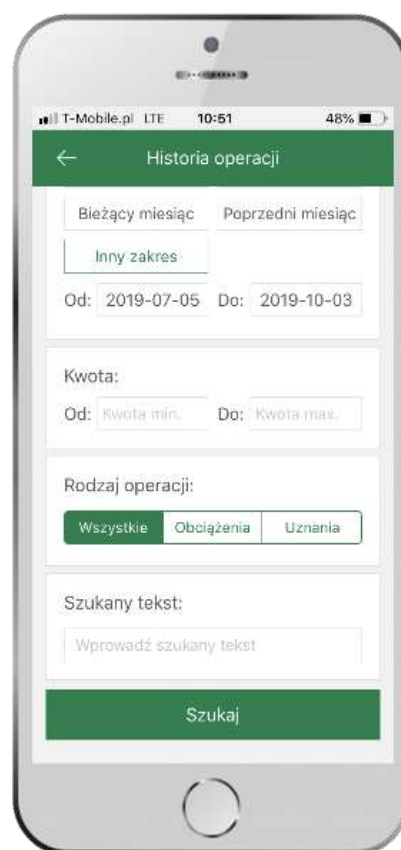 T-Mobile.pl LTE 10:51 48%
Historia operacji
Bieżący miesiąc Poprzedni miesiąc
Inny zakres
Od: 2019-07-05 Do: 2019-10-03
Kwota:
Od: Kwota min. Do: Kwota max.
Rodzaj operacji:
Wszystkie Obciążenia Uznania
Szukany tekst:
Wprowadź szukany tekst
Szukaj